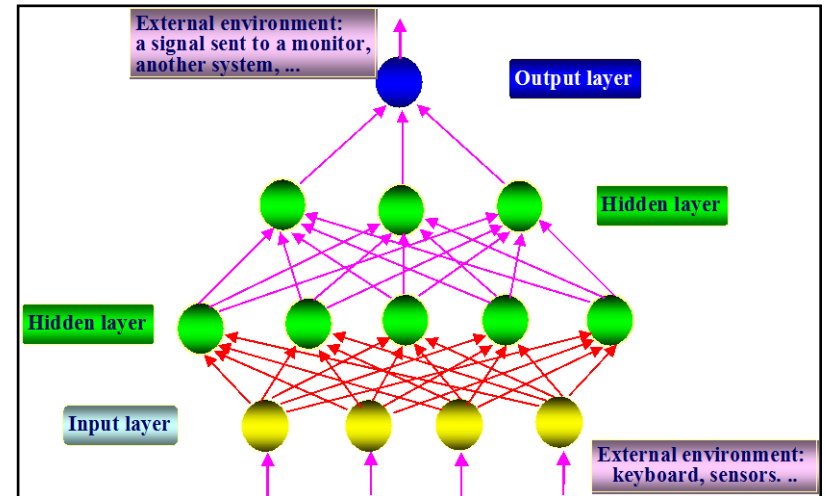 External environment:
a signal sent to a monitor,
another system, ...
Output layer
Hidden layer
Hidden layer
Input layer
External environment:
keyboard, sensors. ..